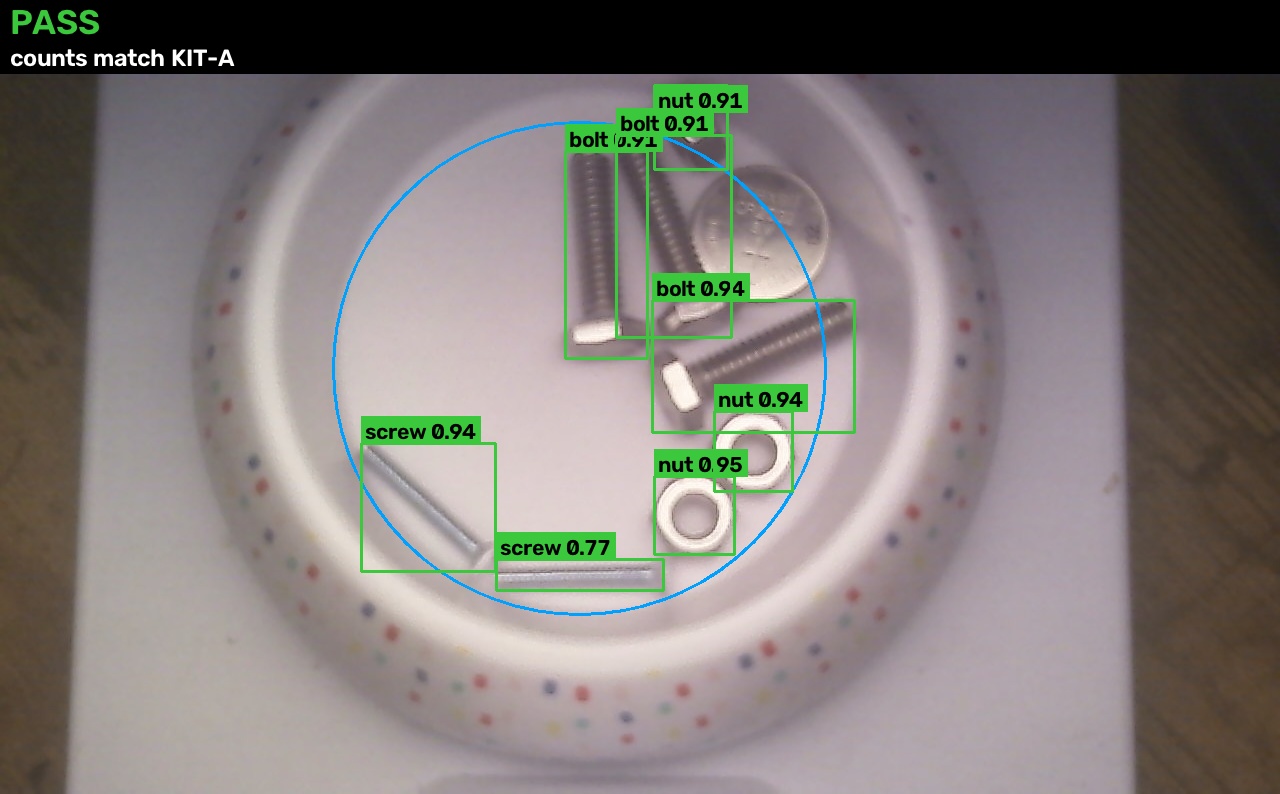 PASS
counts match KIT-A
nut 0.91
bolt 0.91
bolt 0.91
bolt 0.94
nut 0.94
screw 0.94
nut 0.95
screw 0.77